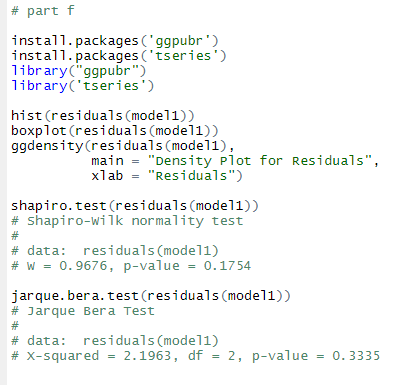 # part f
install.packages('ggpubr')
install.packages('tseries')
library("ggpubr")
library('tseries')
hist(residuals(model1))
boxplot(residuals(model1))
ggdensity(residuals(model1),
main = "Density Plot for Residuals",
xlab = "Residuals")
shapiro.test(residuals(model1))
# Shapiro-Wilk normality test
#
# data:  residuals(model1)
# W = 0.9676, p-value = 0.1754
jarque.bera.test(residuals(model1))
# Jarque Bera Test
#
# data:  residuals(model1)
# X-squared = 2.1963, df = 2, p-value = 0.3335